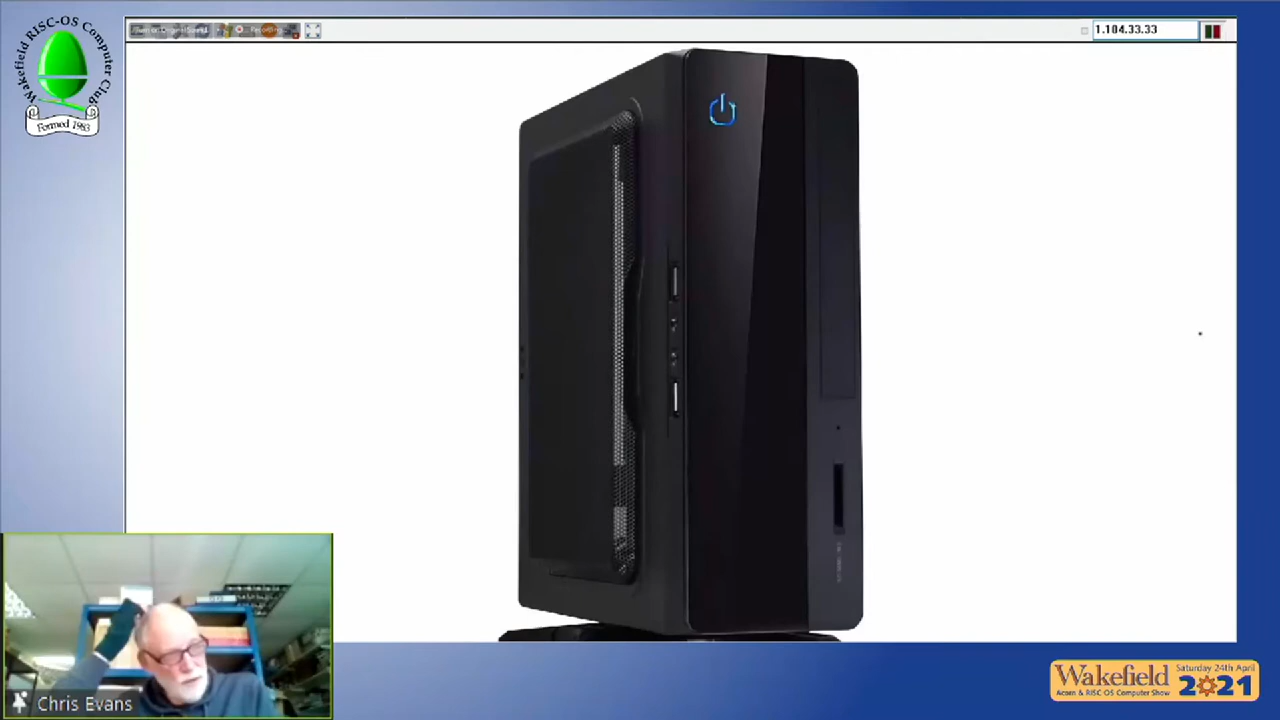 Wakefield RISC-OS Computer Club
Formed 1983
Recording
1.104.33.33
Chris Evans
Wakefield
Acorn & RISC OS Computer Show
Saturday 24th April
2021